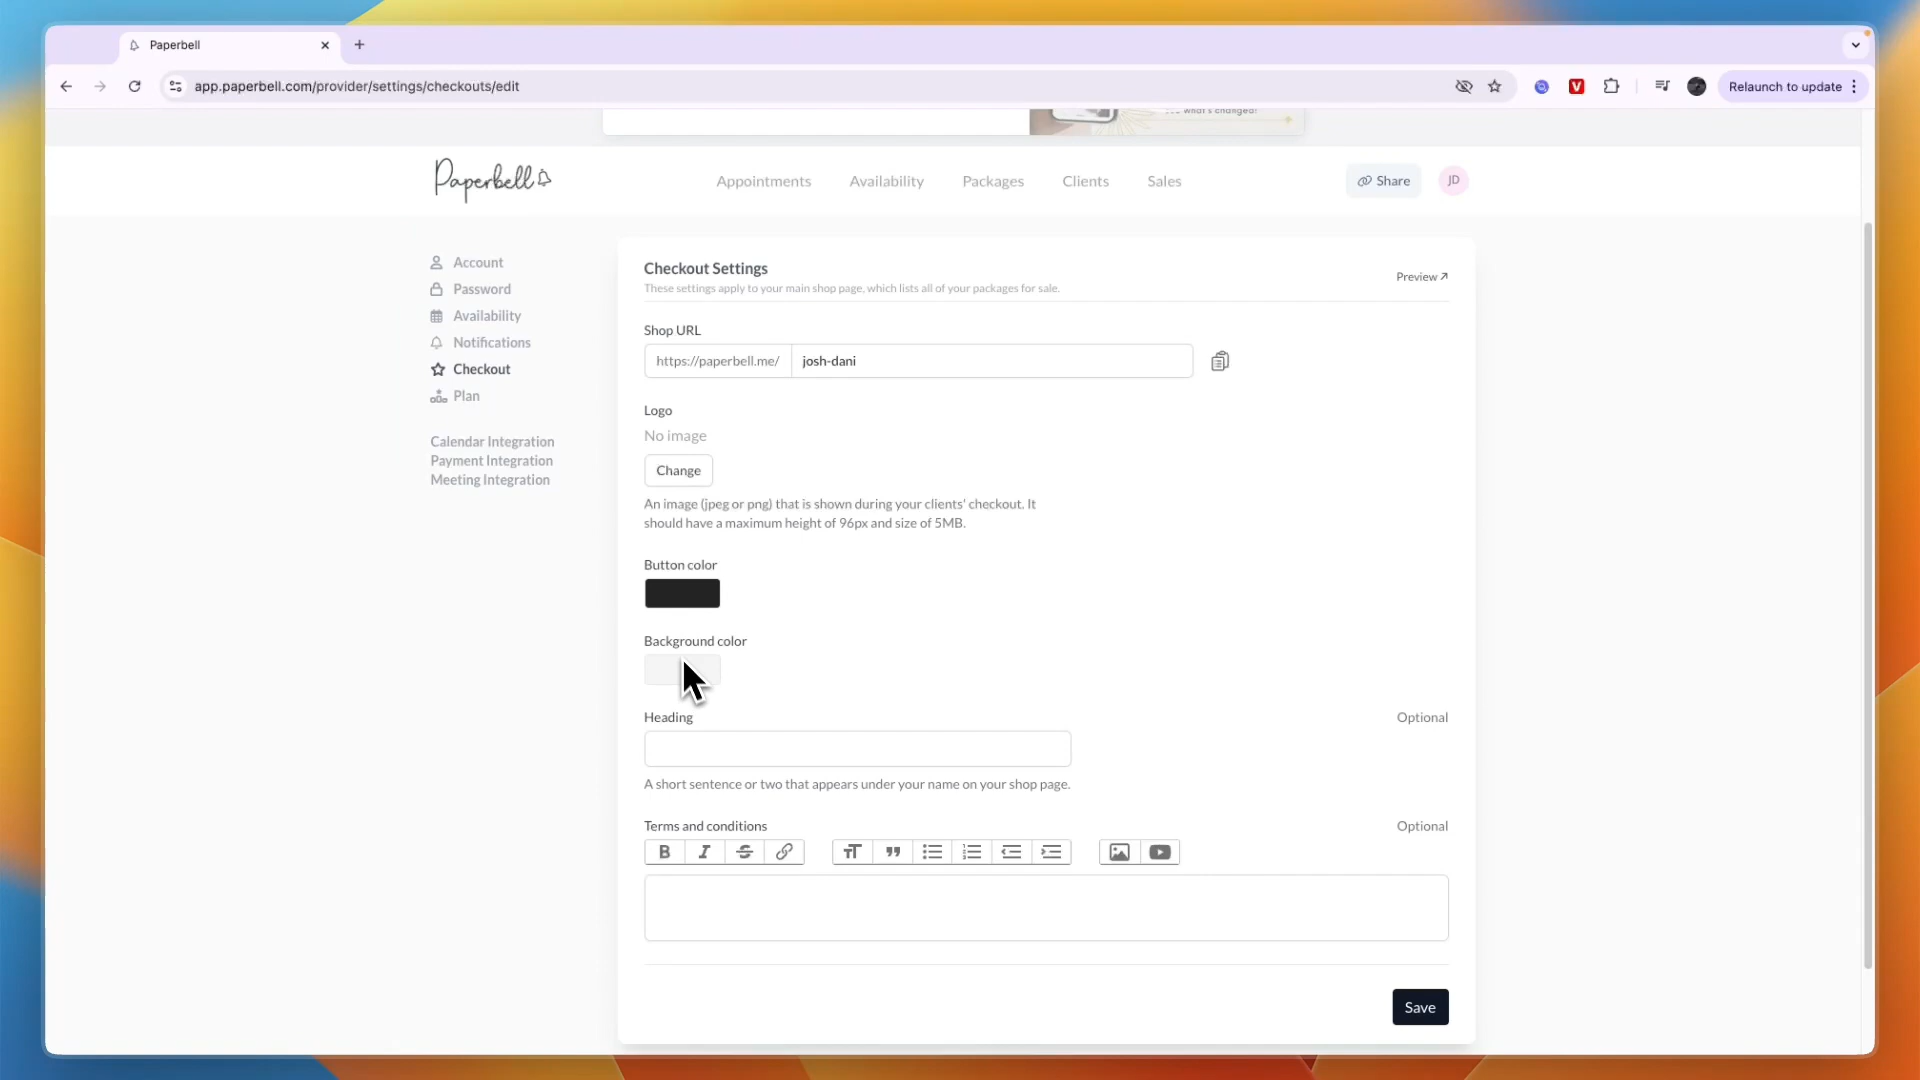 Paperbell
app.paperbell.com/provider/settings/checkouts/edit
Relaunch to update
see what's changed!
Paperbell
Appointments
Availability
Packages
Clients
Sales
Share
JD
Account
Password
Availability
Notifications
Checkout
Plan
Calendar Integration
Payment Integration
Meeting Integration
Checkout Settings
These settings apply to your main shop page, which lists all of your packages for sale.
Preview
Shop URL
https://paperbell.me/
josh-dani
Logo
No image
Change
An image (jpeg or png) that is shown during your clients' checkout. It
should have a maximum height of 96px and size of 5MB.
Button color
Background color
Heading
Optional
A short sentence or two that appears under your name on your shop page.
Terms and conditions
Optional
Save